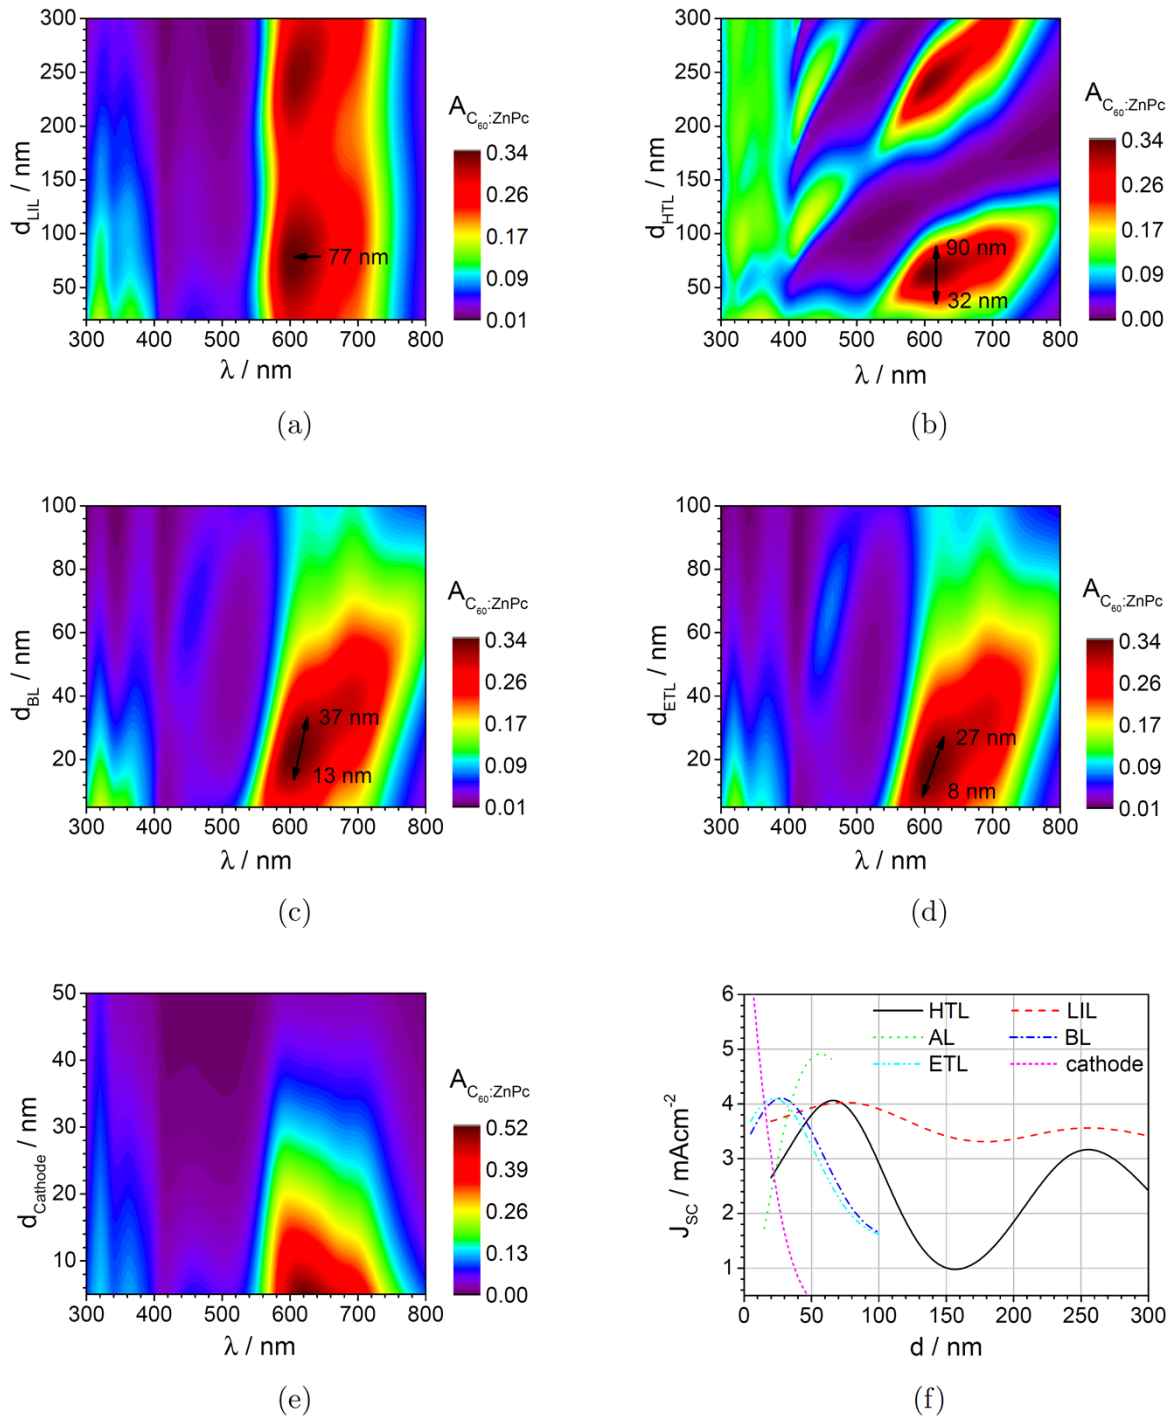 300
250
200
150
100
50
d_LIL / nm
77 nm
300 400 500 600 700 800
λ / nm
A_C60:ZnPc
0.34
0.26
0.17
0.09
0.01
(a)
300
250
200
150
100
50
d_HTL / nm
90 nm
32 nm
300 400 500 600 700 800
λ / nm
A_C60:ZnPc
0.34
0.26
0.17
0.09
0.00
(b)
100
80
60
40
20
d_BL / nm
37 nm
13 nm
300 400 500 600 700 800
λ / nm
A_C60:ZnPc
0.34
0.26
0.17
0.09
0.01
(c)
100
80
60
40
20
d_ETL / nm
27 nm
8 nm
300 400 500 600 700 800
λ / nm
A_C60:ZnPc
0.34
0.26
0.17
0.09
0.01
(d)
50
40
30
20
10
d_Cathode / nm
300 400 500 600 700 800
λ / nm
A_C60:ZnPc
0.52
0.39
0.26
0.13
0.00
(e)
6
5
4
3
2
1
J_SC / mAcm^-2
HTL LIL
AL BL
ETL cathode
0 50 100 150 200 250 300
d / nm
(f)